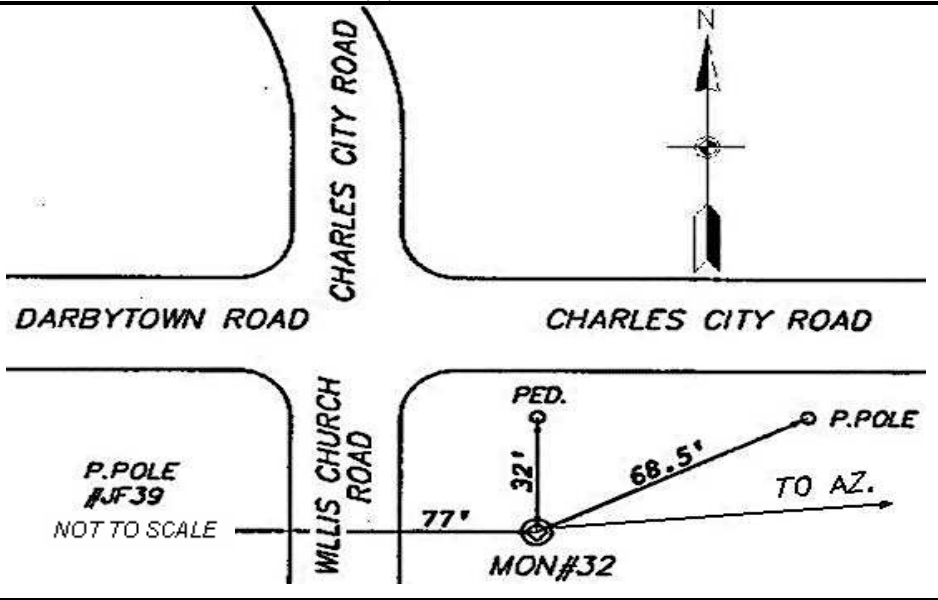 N
CHARLES CITY ROAD
DARBYTOWN ROAD
CHARLES CITY ROAD
WILLIS CHURCH
ROAD
PED.
P.POLE
32'
68.5'
P.POLE
#JF39
NOT TO SCALE
77'
TO AZ.
MON#32